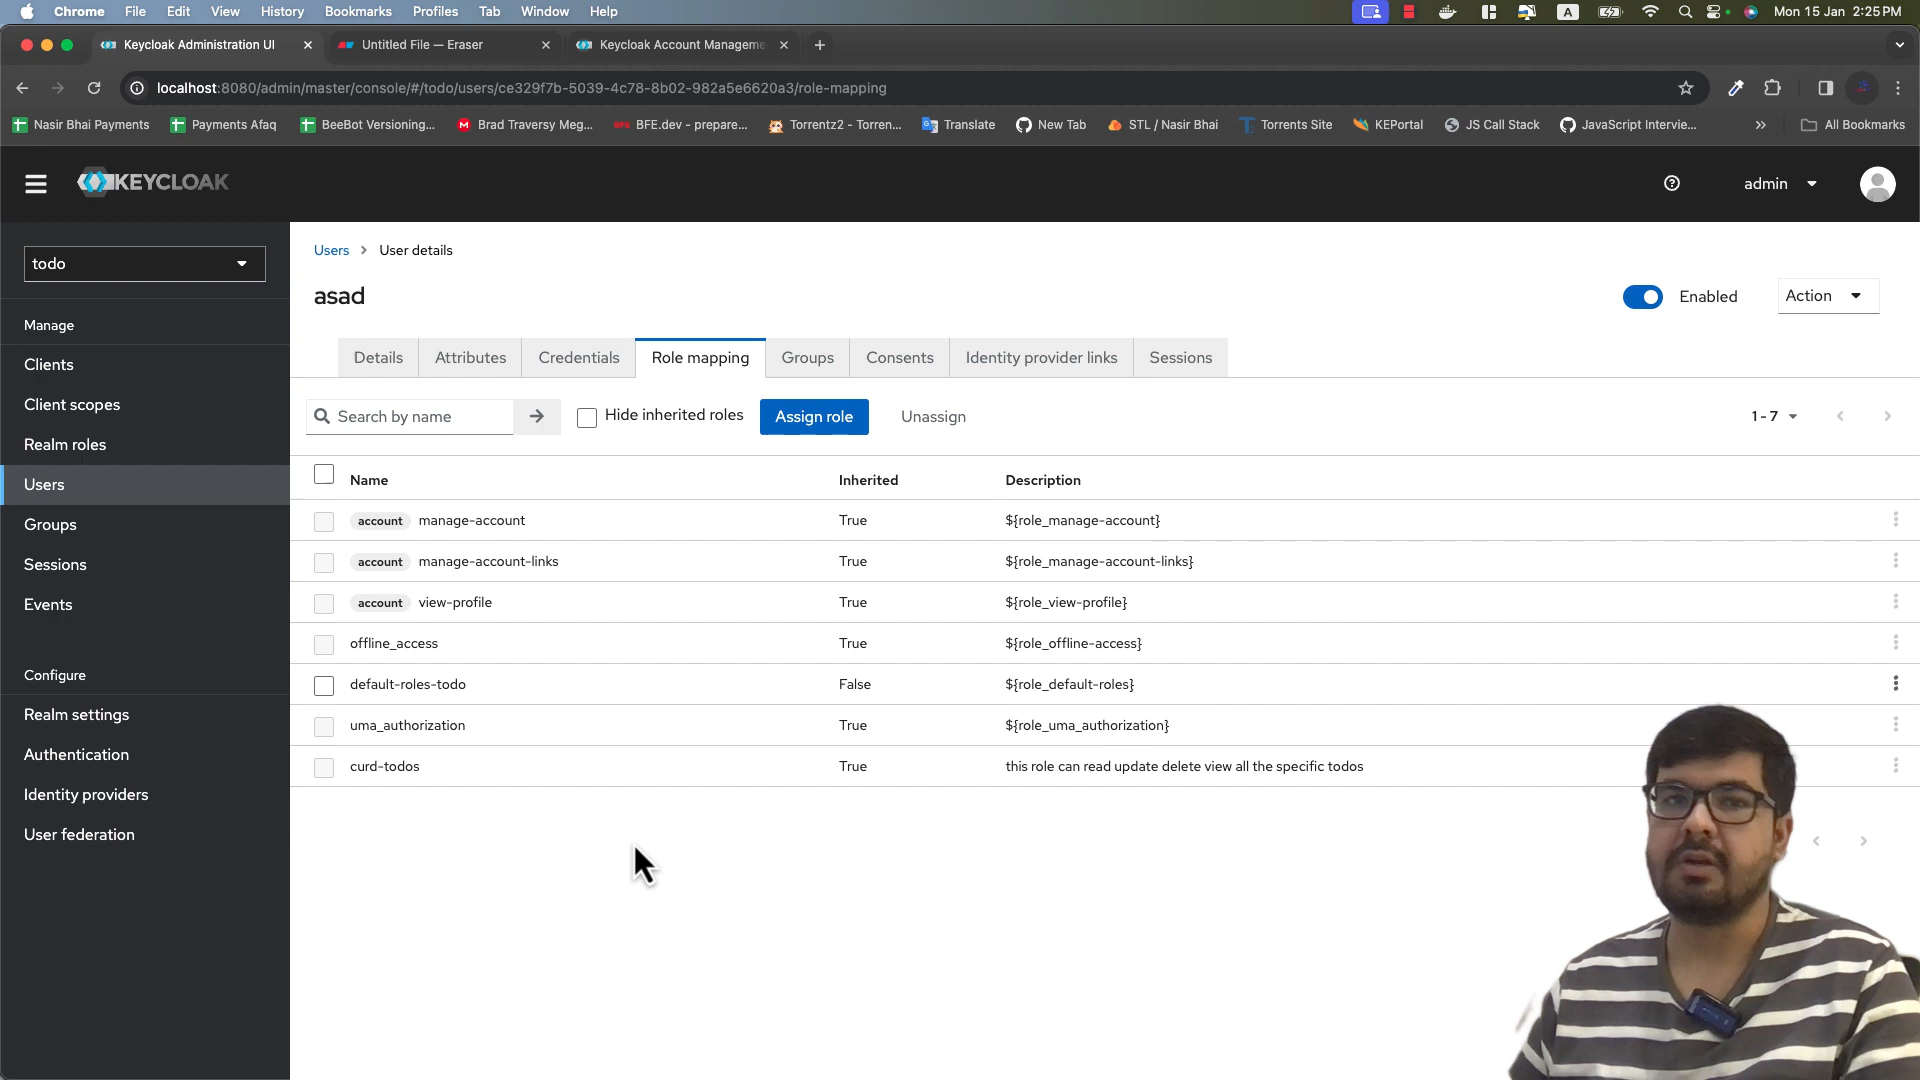 Chrome File Edit View History Bookmarks Profiles Tab Window Help A Mon 15 Jan 2:25 PM
Keycloak Administration UI Untitled File — Eraser Keycloak Account Manageme
localhost:8080/admin/master/console/#/todo/users/ce329f7b-5039-4c78-8b02-982a5e6620a3/role-mapping
Nasir Bhai Payments Payments Afaq BeeBot Versioning... Brad Traversy Meg... BFE.dev - prepare... Torrentz2 - Torren... Translate New Tab STL / Nasir Bhai Torrents Site KEPortal JS Call Stack JavaScript Intervie... » All Bookmarks
KEYCLOAK admin
todo
Manage
Clients
Client scopes
Realm roles
Users
Groups
Sessions
Events
Configure
Realm settings
Authentication
Identity providers
User federation
Users > User details
asad Enabled Action
Details Attributes Credentials Role mapping Groups Consents Identity provider links Sessions
Search by name Hide inherited roles Assign role Unassign 1 - 7
Name Inherited Description
account manage-account True ${role_manage-account}
account manage-account-links True ${role_manage-account-links}
account view-profile True ${role_view-profile}
offline_access True ${role_offline-access}
default-roles-todo False ${role_default-roles}
uma_authorization True ${role_uma_authorization}
curd-todos True this role can read update delete view all the specific todos